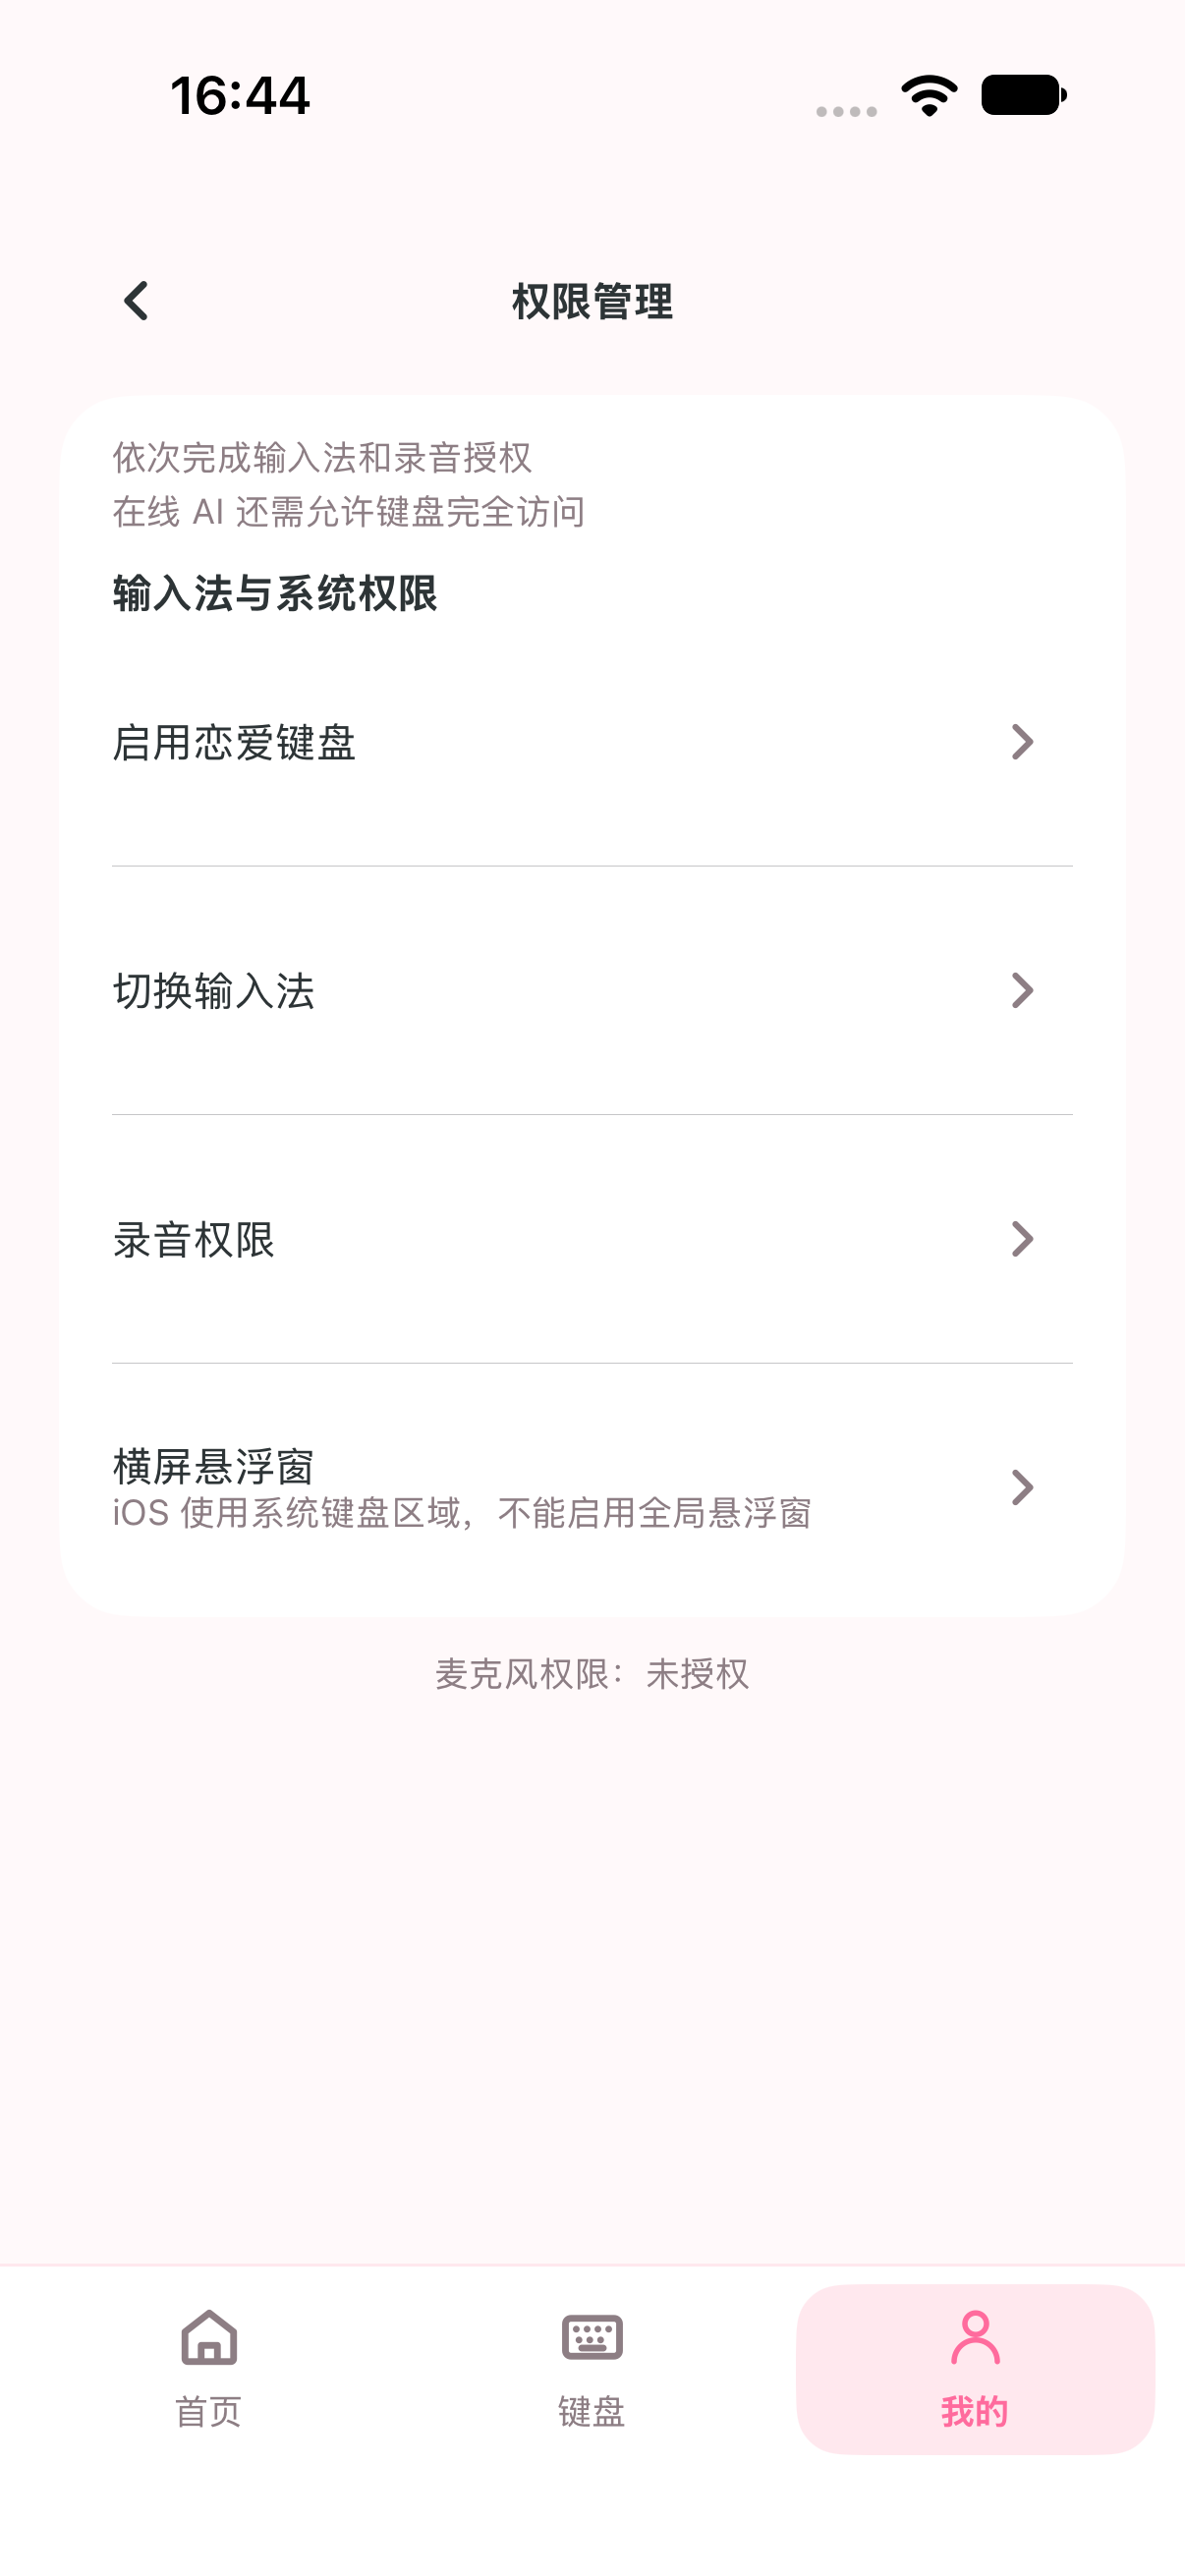 16:44
权限管理
依次完成输入法和录音授权
在线 AI 还需允许键盘完全访问
输入法与系统权限
启用恋爱键盘
切换输入法
录音权限
横屏悬浮窗
iOS 使用系统键盘区域，不能启用全局悬浮窗
麦克风权限：未授权
首页
键盘
我的